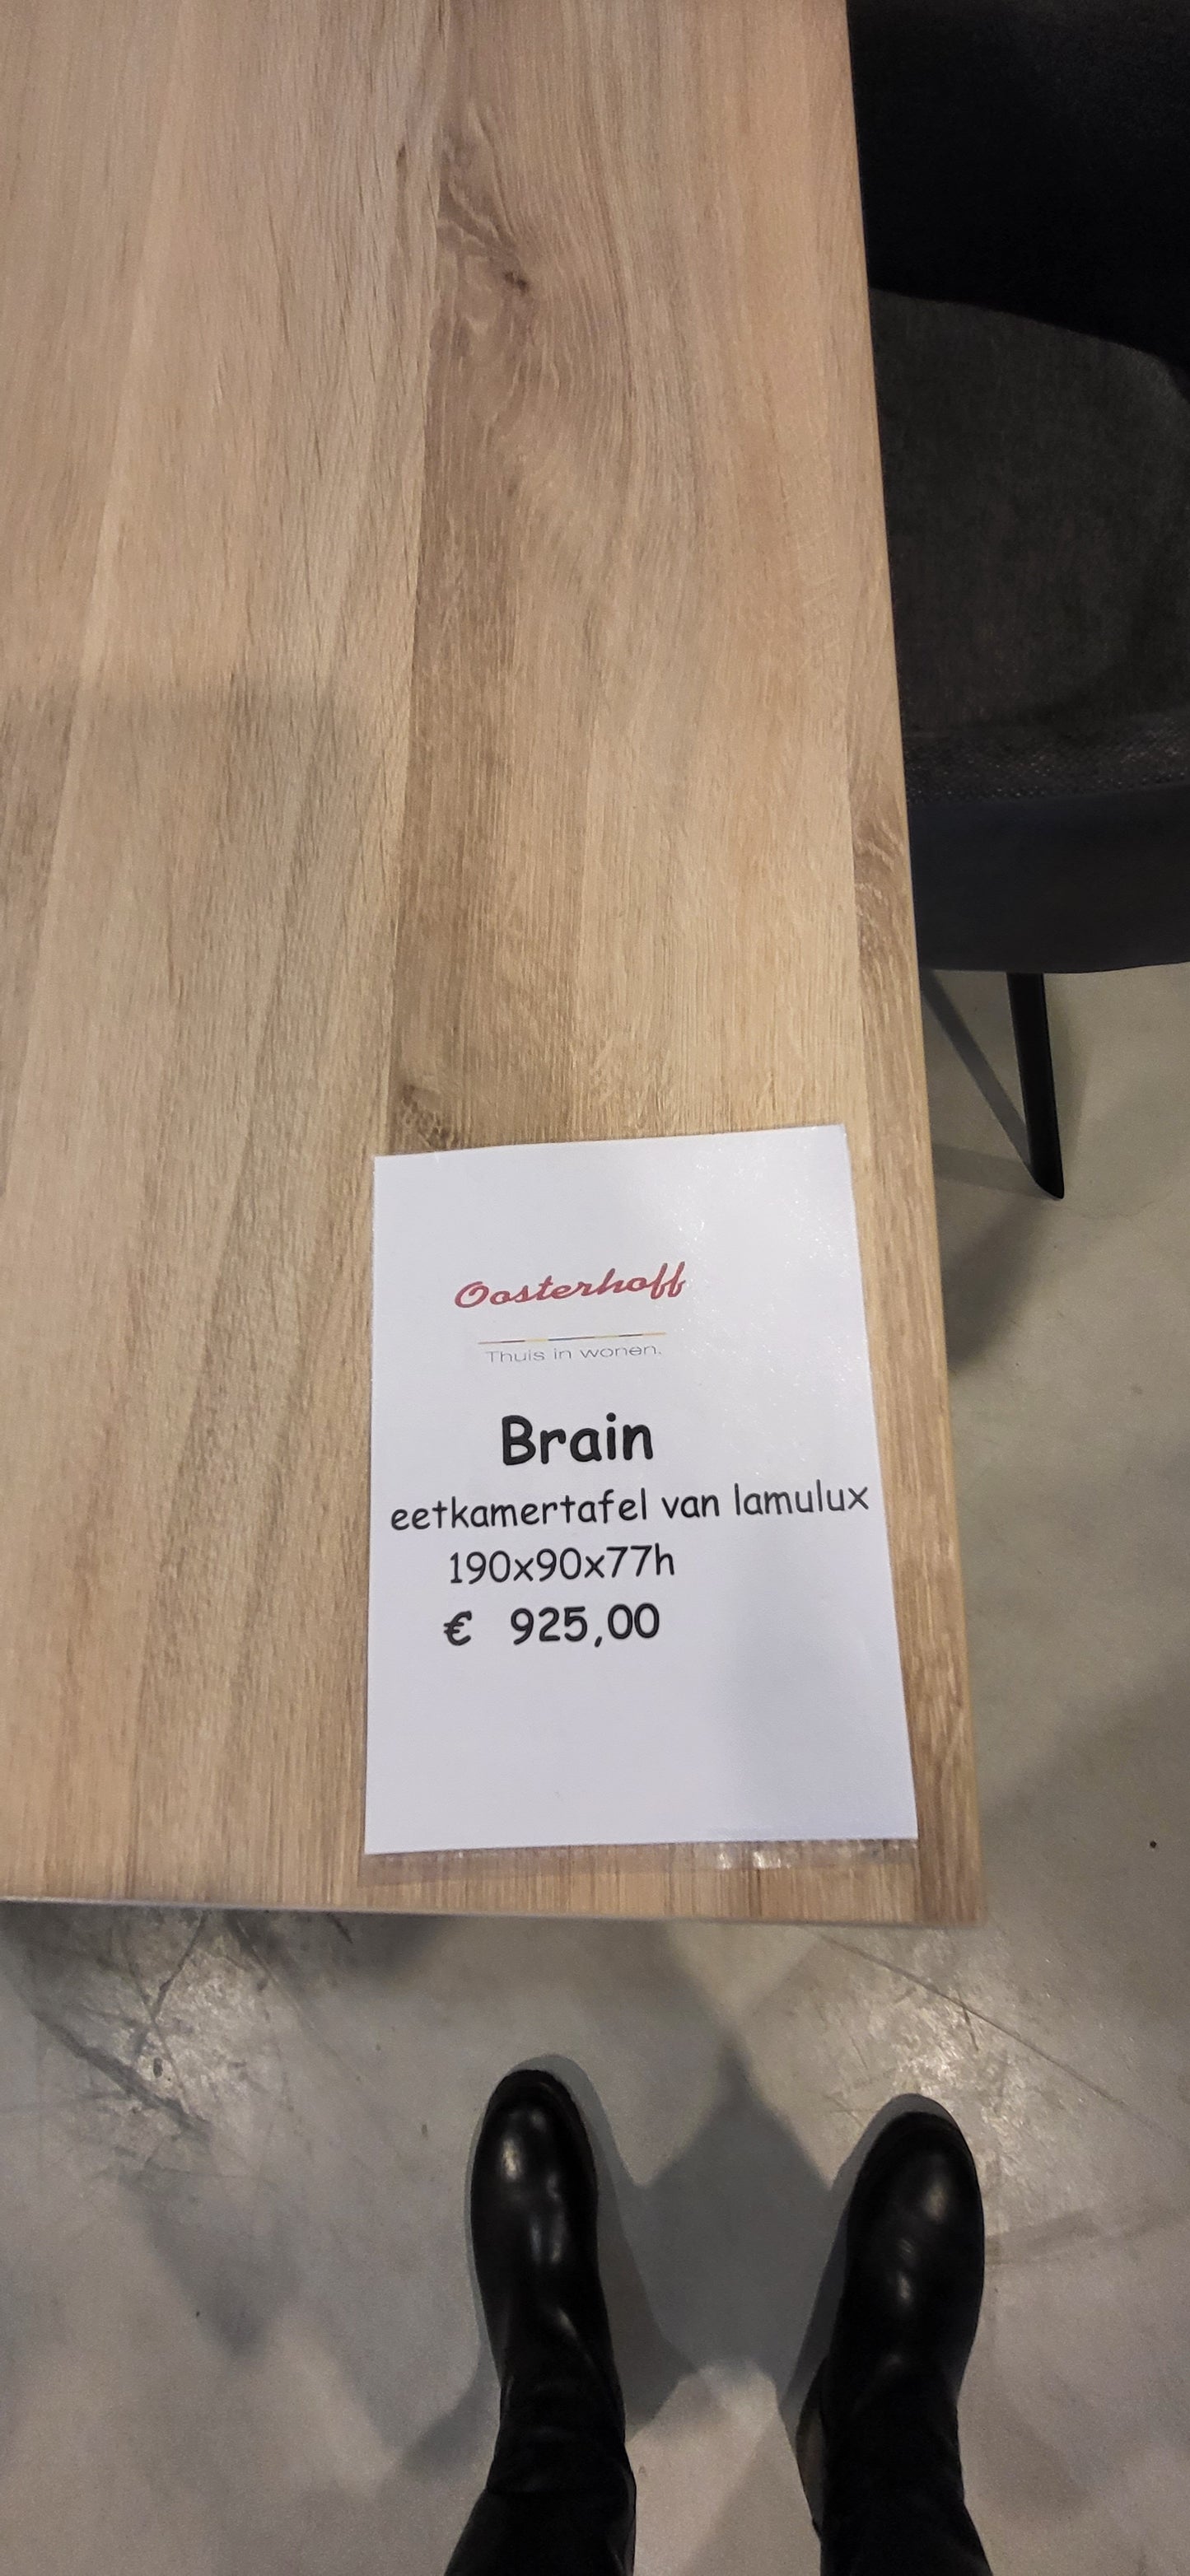 Oosterhoff
Thuis in wonen.
Brain
eetkamertafel van lamulux
190x90x77h
€ 925,00